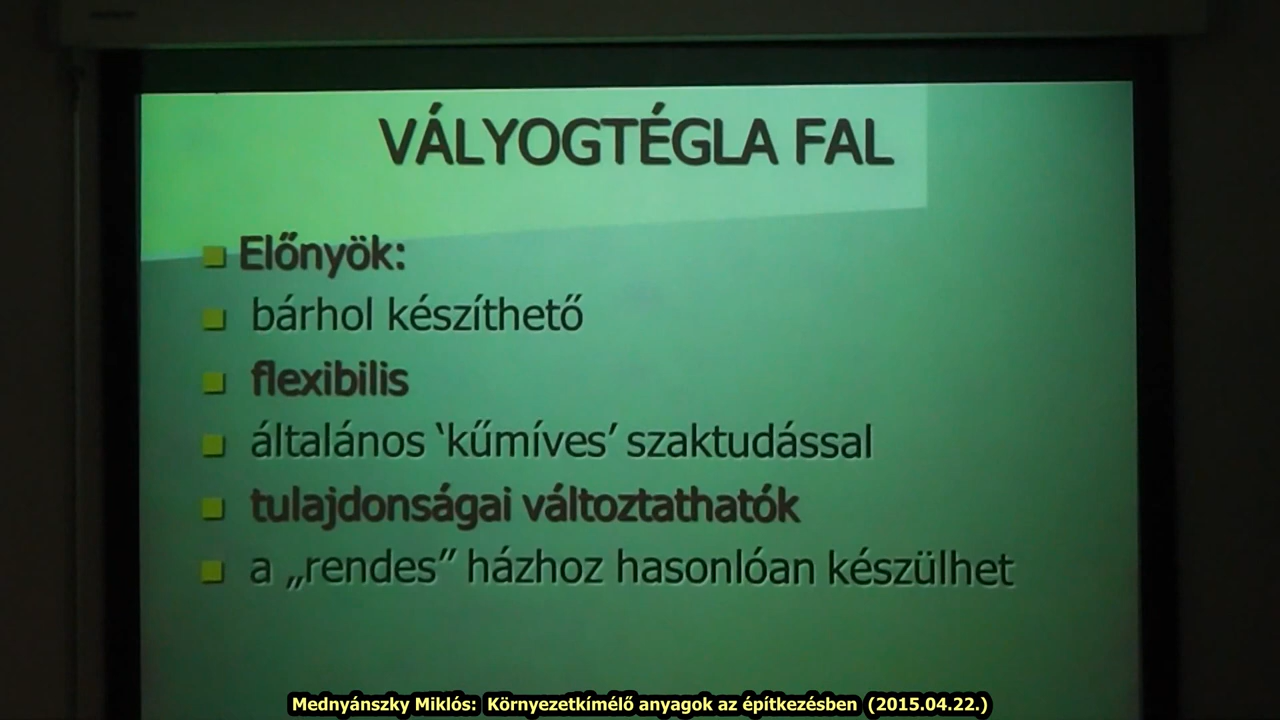 VÁLYOGTÉGLA FAL
Előnyök:
bárhol készíthető
flexibilis
általános ‘kűmíves’ szaktudással
tulajdonságai változtathatók
a „rendes” házhoz hasonlóan készülhet
Mednyánszky Miklós: Környezetkímélő anyagok az építkezésben (2015.04.22.)